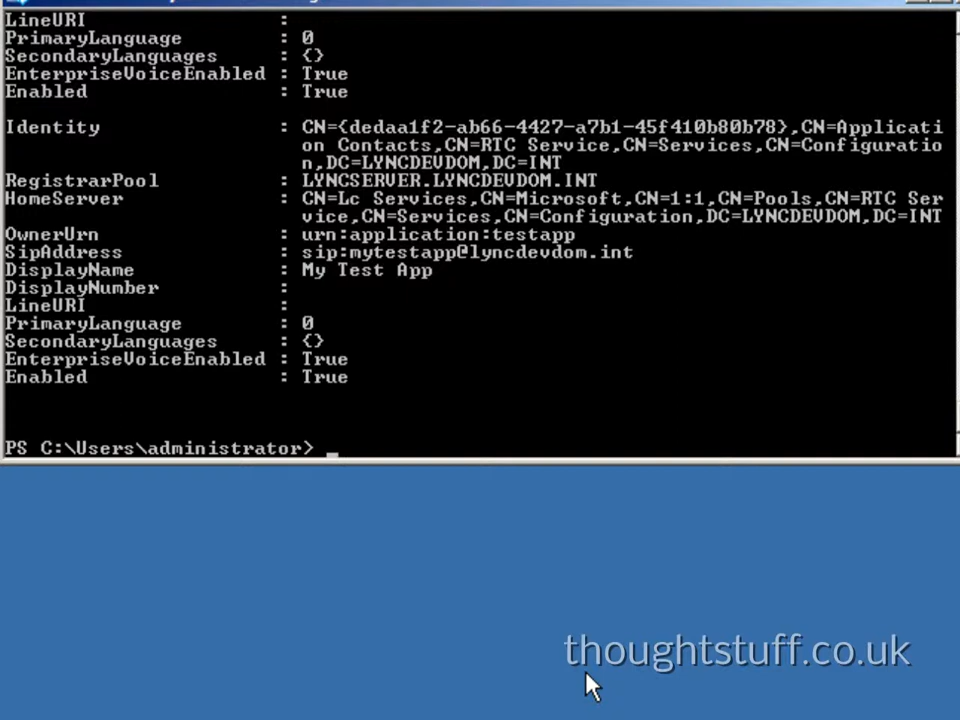 LineURI :
PrimaryLanguage : 0
SecondaryLanguages : {}
EnterpriseVoiceEnabled : True
Enabled : True
Identity : CN={dedaa1f2-ab66-4427-a7b1-45f410b80b78},CN=Applicati
on Contacts,CN=RTC Service,CN=Services,CN=Configuratio
n,DC=LYNCDEVDOM,DC=INT
RegistrarPool : LYNCSERVER.LYNCDEVDOM.INT
HomeServer : CN=Lc Services,CN=Microsoft,CN=1:1,CN=Pools,CN=RTC Ser
vice,CN=Services,CN=Configuration,DC=LYNCDEVDOM,DC=INT
OwnerUrn : urn:application:testapp
SipAddress : sip:mytestapp@lyncdevdom.int
DisplayName : My Test App
DisplayNumber :
LineURI :
PrimaryLanguage : 0
SecondaryLanguages : {}
EnterpriseVoiceEnabled : True
Enabled : True
PS C:\Users\administrator> _
thoughtstuff.co.uk